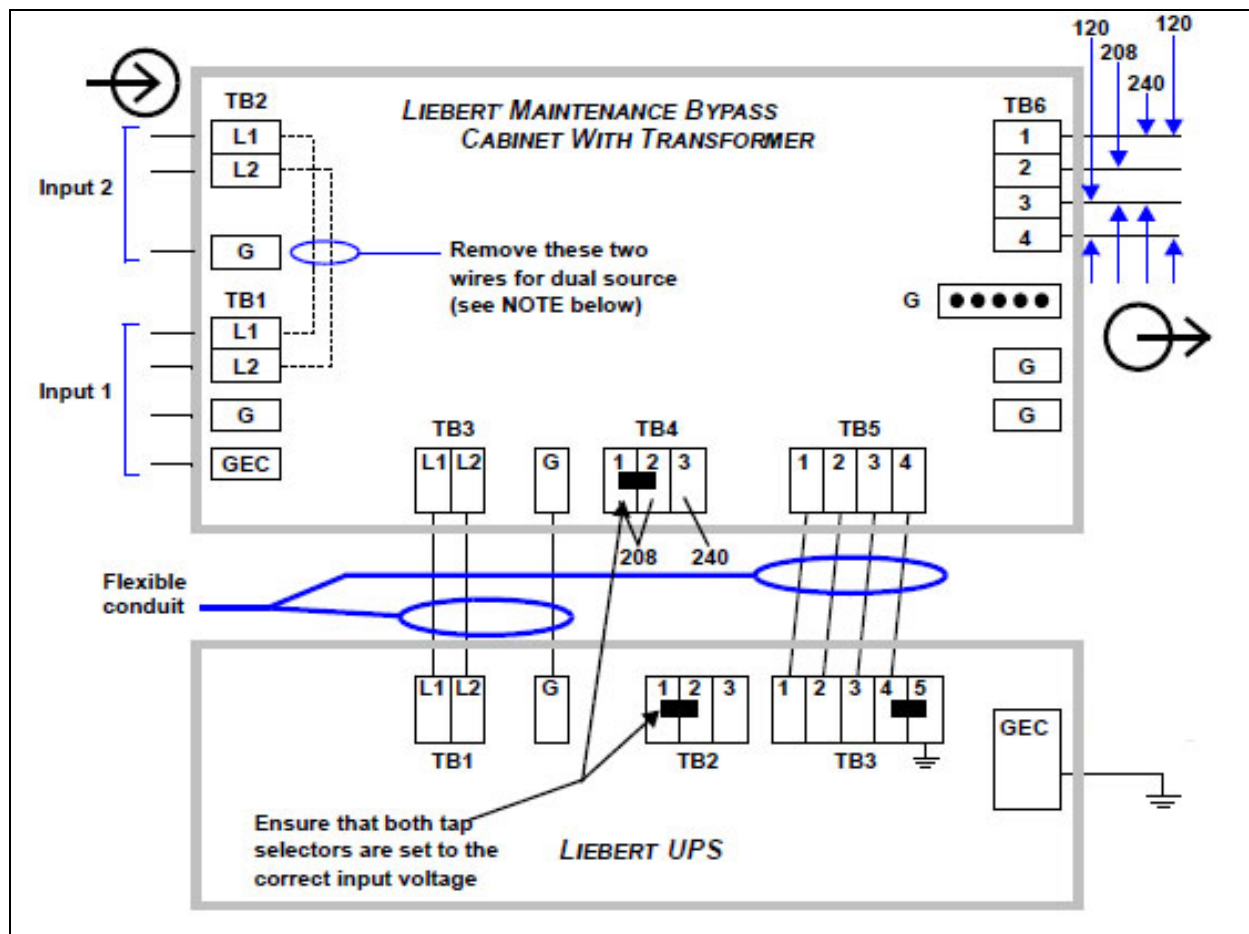 120
120
208
240
TB2
LIEBERT MAINTENANCE BYPASS
CABINET WITH TRANSFORMER
TB6
L1
L2
Input 2
G
1
2
3
4
Remove these two
wires for dual source
(see NOTE below)
TB1
L1
L2
Input 1
G
GEC
G
G
G
TB3
TB4
TB5
L1 L2
G
1 2 3
1 2 3 4
208
240
Flexible
conduit
L1 L2
G
1 2 3
1 2 3 4 5
GEC
TB1
TB2
TB3
Ensure that both tap
selectors are set to the
correct input voltage
LIEBERT UPS